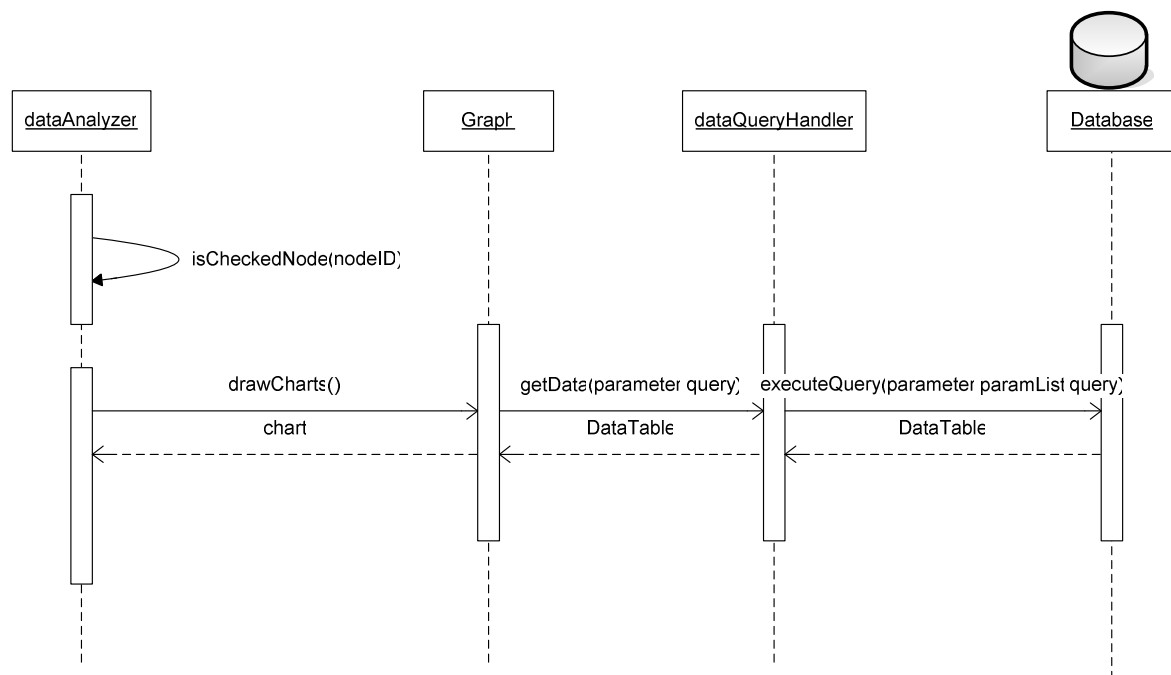 dataAnalyzer
Graph
dataQueryHandler
Database
isCheckedNode(nodeID)
drawCharts()
getData(parameter query)
executeQuery(parameter paramList query)
chart
DataTable
DataTable